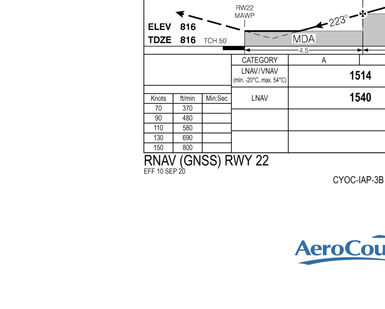 RW22
MAWP
223°
ELEV 816
TDZE 816 TCH 50'
MDA
4.5
CATEGORY A
LNAV/VNAV
(min. -20°C, max. 54°C)
1514
LNAV 1540
Knots ft/min Min:Sec
70 370
90 480
110 580
130 690
150 800
RNAV (GNSS) RWY 22
EFF 10 SEP 20
CYOC-IAP-3B